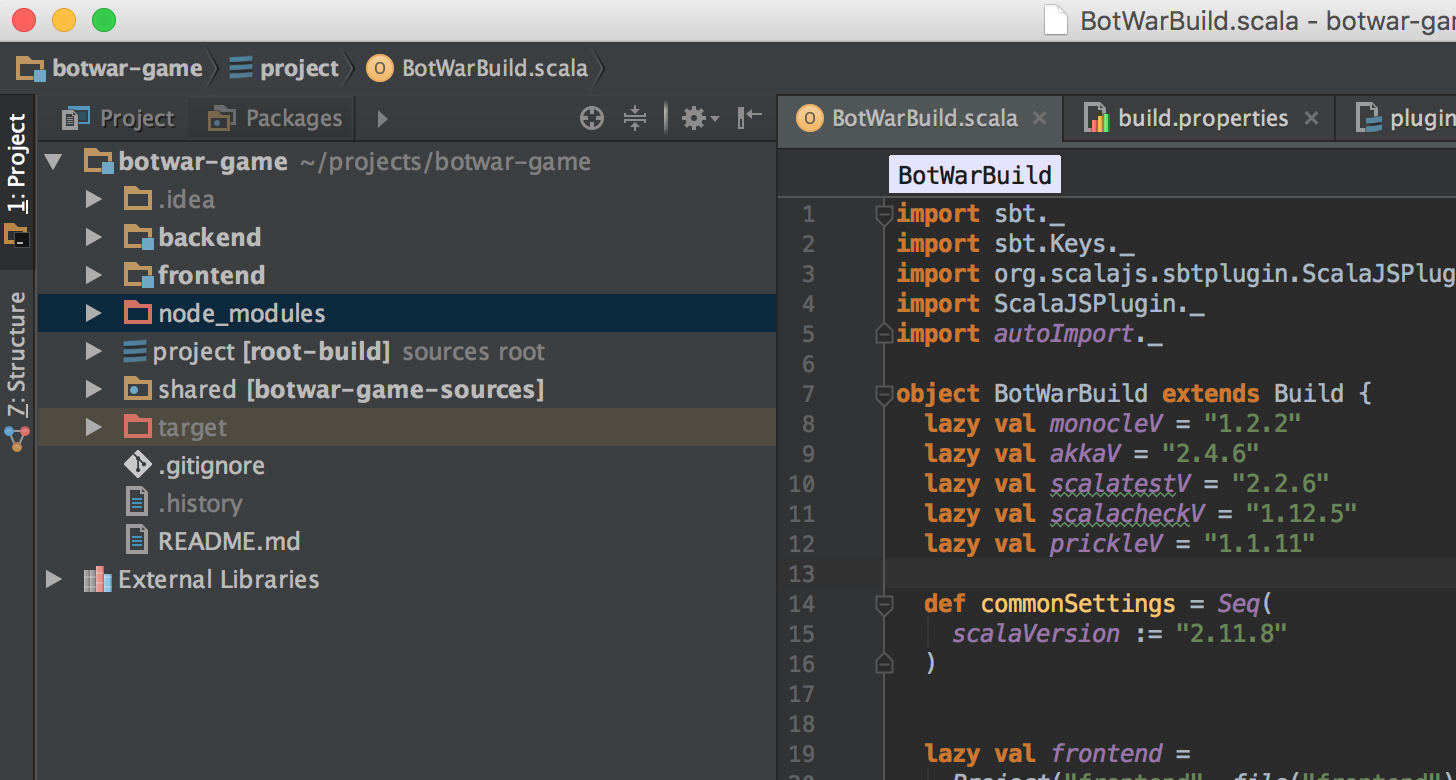 BotWarBuild.scala - botwar-ga
botwar-game project BotWarBuild.scala
1: Project
7: Structure
Project Packages
botwar-game ~/projects/botwar-game
.idea
backend
frontend
node_modules
project [root-build] sources root
shared [botwar-game-sources]
target
.gitignore
.history
README.md
External Libraries
BotWarBuild.scala build.properties plugin
BotWarBuild
1 import sbt._
2 import sbt.Keys._
3 import org.scalajs.sbtplugin.ScalaJSPlug
4 import ScalaJSPlugin._
5 import autoImport._
6
7 object BotWarBuild extends Build {
8 lazy val monocleV = "1.2.2"
9 lazy val akkaV = "2.4.6"
10 lazy val scalatestV = "2.2.6"
11 lazy val scalacheckV = "1.12.5"
12 lazy val prickleV = "1.1.11"
13
14 def commonSettings = Seq(
15 scalaVersion := "2.11.8"
16 )
17
18
19 lazy val frontend =